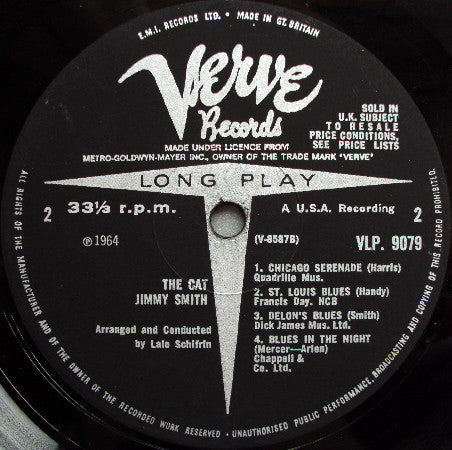 E.M.I. RECORDS LTD. • MADE IN GT. BRITAIN
Verve
Records
MADE UNDER LICENCE FROM
METRO-GOLDWYN-MAYER INC., OWNER OF THE TRADE MARK "VERVE"
SOLD IN
U.K. SUBJECT
TO RESALE
PRICE CONDITIONS,
SEE PRICE LISTS
LONG PLAY
2 33⅓ r.p.m. A U.S.A. Recording 2
℗1964 (V-8587B) VLP. 9079
THE CAT
JIMMY SMITH
Arranged and Conducted
by Lalo Schifrin
1. CHICAGO SERENADE (Harris)
Quadrille Mus.
2. ST. LOUIS BLUES (Handy)
Francis Day. NCB
3. DELON'S BLUES (Smith)
Dick James Mus. Ltd.
4. BLUES IN THE NIGHT
(Mercer—Arlen)
Chappell &
Co. Ltd.
ALL RIGHTS OF THE MANUFACTURER AND OF THE OWNER OF THE RECORDED WORK RESERVED • UNAUTHORISED PUBLIC PERFORMANCE, BROADCASTING AND COPYING OF THIS RECORD PROHIBITED.